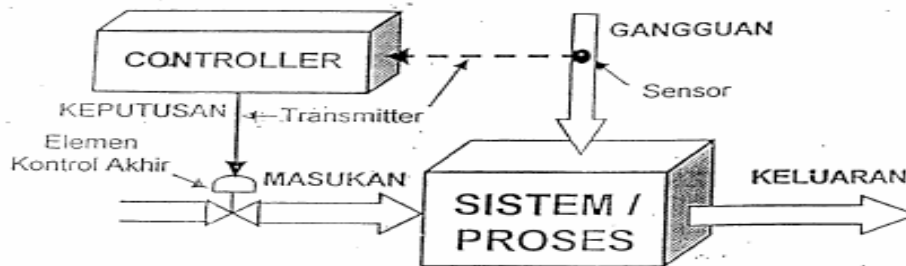 GANGGUAN
CONTROLLER
Sensor
KEPUTUSAN
Transmitter
Elemen
Kontrol Akhir
MASUKAN
KELUARAN
SISTEM /
PROSES